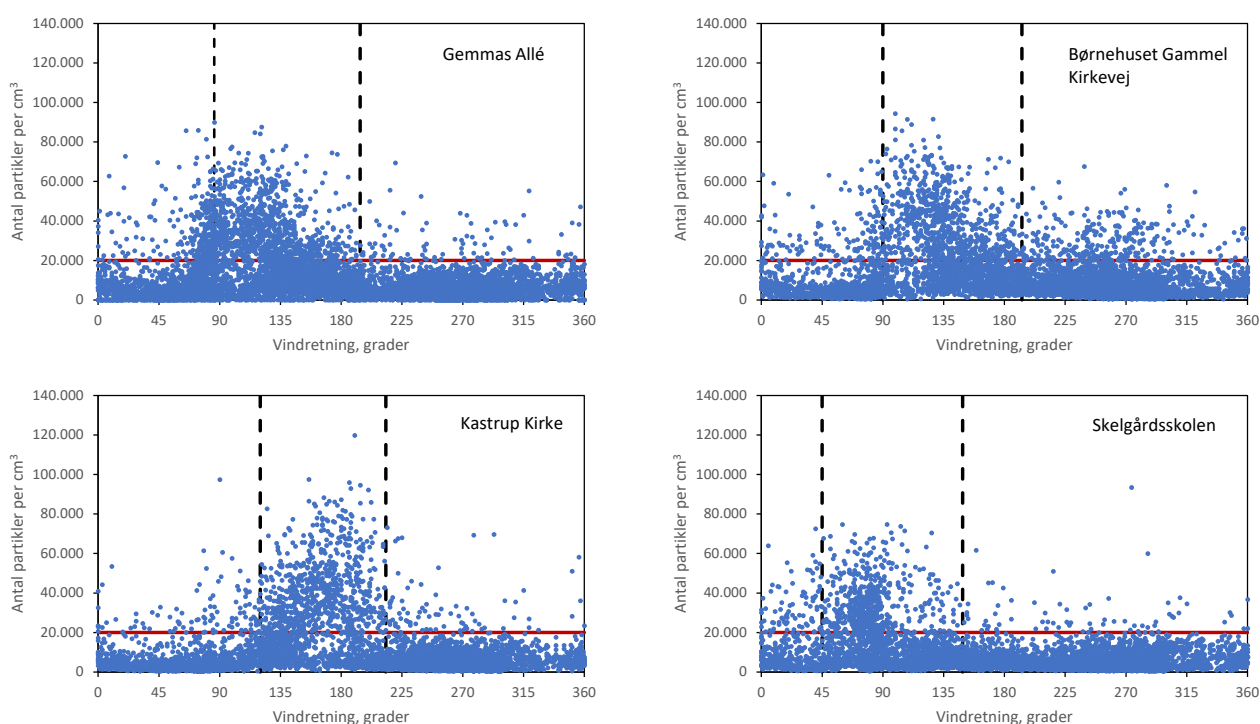 140.000
120.000
100.000
80.000
60.000
40.000
20.000
0
Antal partikler per cm³
0 45 90 135 180 225 270 315 360
Vindretning, grader
Gemmas Allé
140.000
120.000
100.000
80.000
60.000
40.000
20.000
0
Antal partikler per cm³
0 45 90 135 180 225 270 315 360
Vindretning, grader
Børnehuset Gammel
Kirkevej
140.000
120.000
100.000
80.000
60.000
40.000
20.000
0
Antal partikler per cm³
0 45 90 135 180 225 270 315 360
Vindretning, grader
Kastrup Kirke
140.000
120.000
100.000
80.000
60.000
40.000
20.000
0
Antal partikler per cm³
0 45 90 135 180 225 270 315 360
Vindretning, grader
Skelgårdsskolen